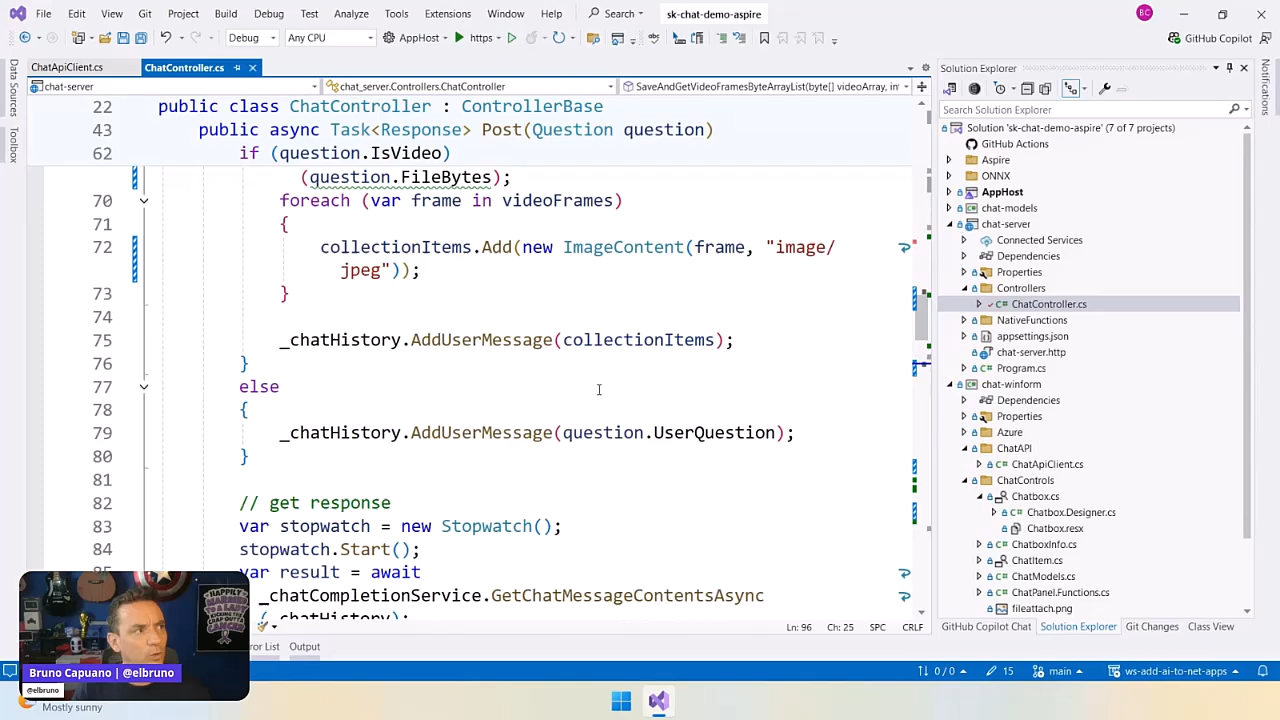 File Edit View Git Project Build Debug Test Analyze Tools Extensions Window Help Search sk-chat-demo-aspire BC
Debug Any CPU AppHost https GitHub Copilot
Data Sources
Toolbox
ChatApiClient.cs ChatController.cs
chat-server chat_server.Controllers.ChatController SaveAndGetVideoFramesByteArrayList(byte[] videoArray, in
22 public class ChatController : ControllerBase
43 public async Task<Response> Post(Question question)
62 if (question.IsVideo)
(question.FileBytes);
70 foreach (var frame in videoFrames)
71 {
72 collectionItems.Add(new ImageContent(frame, "image/
jpeg"));
73 }
74
75 _chatHistory.AddUserMessage(collectionItems);
76 }
77 else
78 {
79 _chatHistory.AddUserMessage(question.UserQuestion);
80 }
81
82 // get response
83 var stopwatch = new Stopwatch();
84 stopwatch.Start();
var result = await
_chatCompletionService.GetChatMessageContentsAsync
(_chatHistory);
Ln: 96 Ch: 25 SPC CRLF
Error List Output
Solution Explorer
Search Solution Explorer
Solution 'sk-chat-demo-aspire' (7 of 7 projects)
GitHub Actions
Aspire
ONNX
AppHost
chat-models
chat-server
Connected Services
Dependencies
Properties
Controllers
ChatController.cs
NativeFunctions
appsettings.json
chat-server.http
Program.cs
chat-winform
Dependencies
Properties
Azure
ChatAPI
ChatApiClient.cs
ChatControls
Chatbox.cs
Chatbox.Designer.cs
Chatbox.resx
ChatboxInfo.cs
ChatItem.cs
ChatModels.cs
ChatPanel.Functions.cs
fileattach.png
GitHub Copilot Chat Solution Explorer Git Changes Class View
Notifications
0 / 0 15 main ws-add-ai-to-net-apps
Bruno Capuano | @elbruno
@elbruno
Mostly sunny